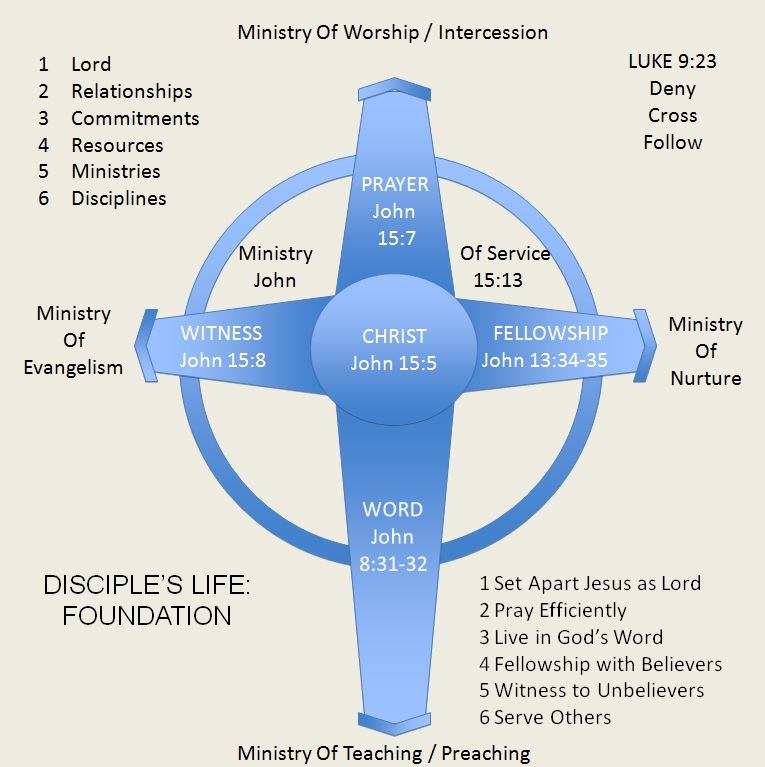 Ministry Of Worship / Intercession
1 Lord
2 Relationships
3 Commitments
4 Resources
5 Ministries
6 Disciplines
LUKE 9:23
Deny
Cross
Follow
PRAYER
John
15:7
Ministry
John
Of Service
15:13
Ministry
Of
Evangelism
WITNESS
John 15:8
CHRIST
John 15:5
FELLOWSHIP
John 13:34-35
Ministry
Of
Nurture
WORD
John
8:31-32
DISCIPLE'S LIFE:
FOUNDATION
1 Set Apart Jesus as Lord
2 Pray Efficiently
3 Live in God's Word
4 Fellowship with Believers
5 Witness to Unbelievers
6 Serve Others
Ministry Of Teaching / Preaching